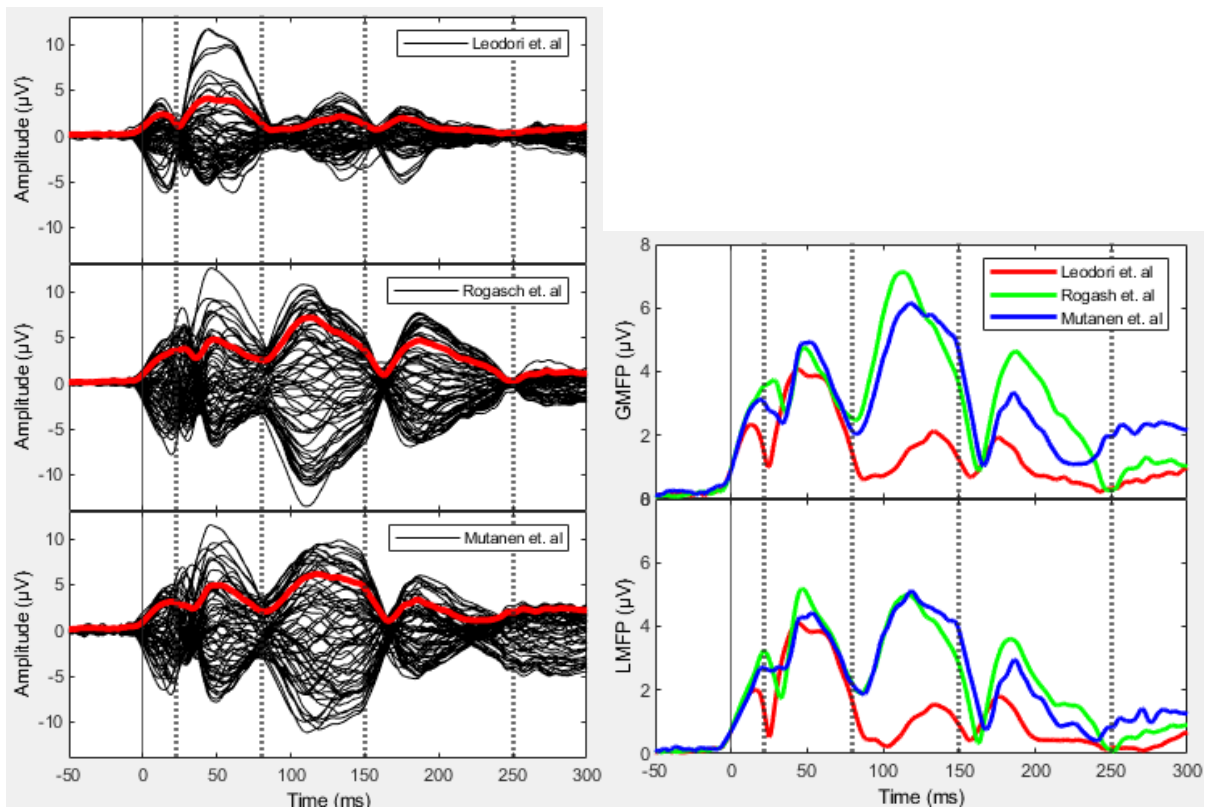 Amplitude (µV)
10
5
0
-5
-10
Leodori et. al
Amplitude (µV)
10
5
0
-5
-10
Rogasch et. al
Amplitude (µV)
10
5
0
-5
-10
Mutanen et. al
-50 0 50 100 150 200 250 300
Time (ms)
GMFP (µV)
8
6
4
2
0
Leodori et. al
Rogash et. al
Mutanen et. al
LMFP (µV)
8
6
4
2
0
-50 0 50 100 150 200 250 300
Time (ms)